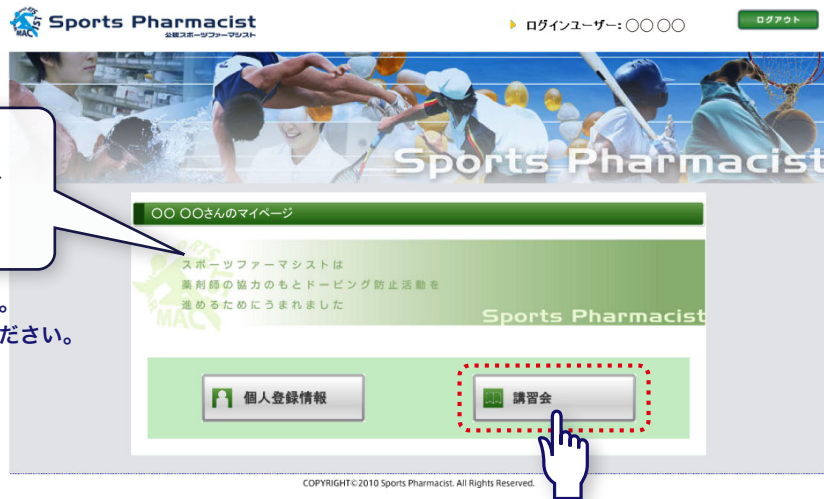 Sports Pharmacist
公認スポーツファーマシスト
ログインユーザー：○○ ○○
ログアウト
Sports Pharmacist
○○ ○○さんのマイページ
スポーツファーマシストは
薬剤師の協力のもとドーピング防止活動を
進めるためにうまれました
Sports Pharmacist
。
ださい。
個人登録情報
講習会
COPYRIGHT©2010 Sports Pharmacist. All Rights Reserved.